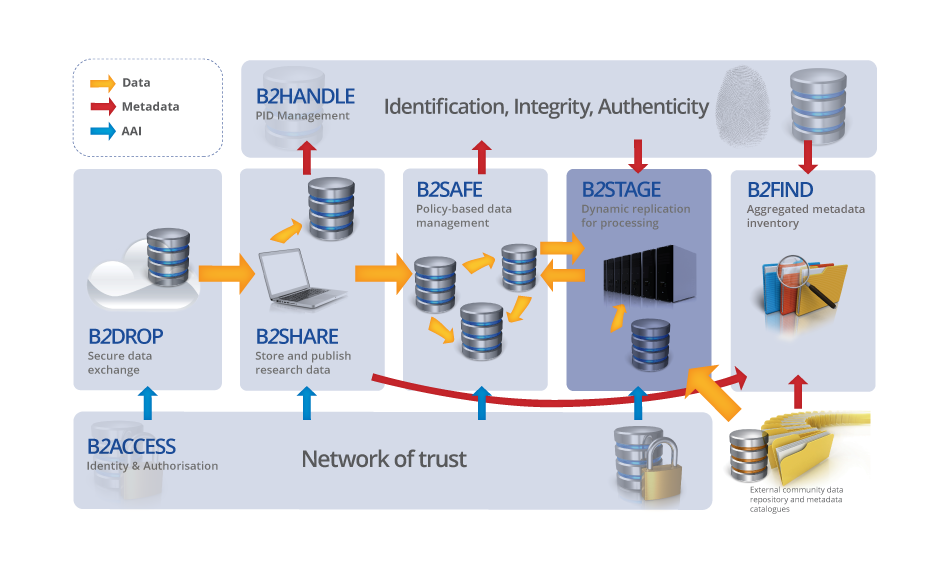 Data
Metadata
AAI
B2HANDLE
PID Management
Identification, Integrity, Authenticity
B2DROP
Secure data
exchange
B2SHARE
Store and publish
research data
B2SAFE
Policy-based data
management
B2STAGE
Dynamic replication
for processing
B2FIND
Aggregated metadata
inventory
B2ACCESS
Identity & Authorisation
Network of trust
External community data
repository and metadata
catalogues